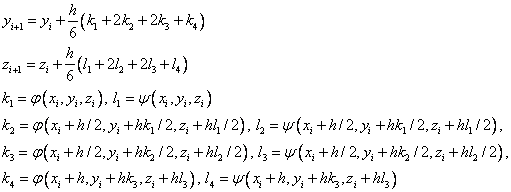 y_{i+1} = y_i + \frac{h}{6}(k_1 + 2k_2 + 2k_3 + k_4)
z_{i+1} = z_i + \frac{h}{6}(l_1 + 2l_2 + 2l_3 + l_4)
k_1 = φ(x_i, y_i, z_i), l_1 = ψ(x_i, y_i, z_i)
k_2 = φ(x_i + h/2, y_i + hk_1/2, z_i + hl_1/2), l_2 = ψ(x_i + h/2, y_i + hk_1/2, z_i + hl_1/2),
k_3 = φ(x_i + h/2, y_i + hk_2/2, z_i + hl_2/2), l_3 = ψ(x_i + h/2, y_i + hk_2/2, z_i + hl_2/2),
k_4 = φ(x_i + h, y_i + hk_3, z_i + hl_3), l_4 = ψ(x_i + h, y_i + hk_3, z_i + hl_3)